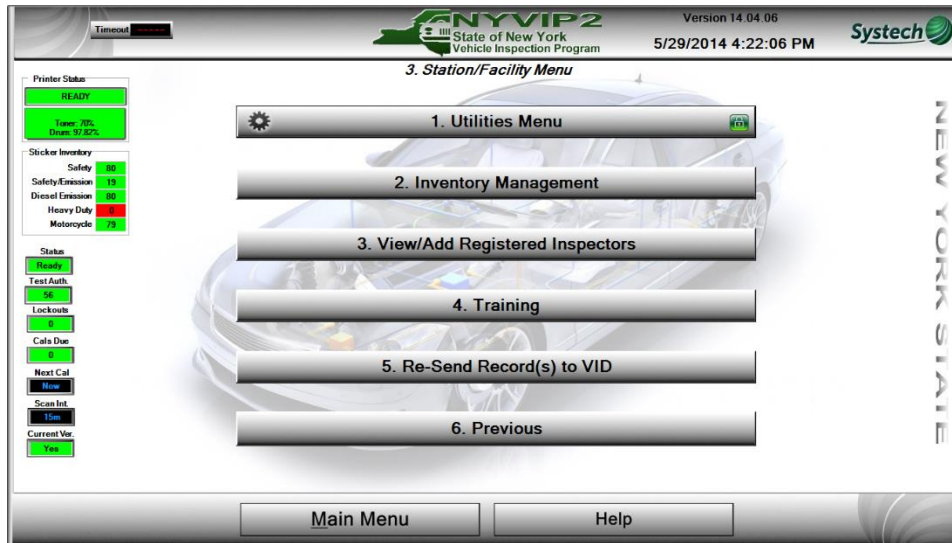 Timeout -----
NYVIP2
State of New York
Vehicle Inspection Program
Version 14.04.06
5/29/2014 4:22:06 PM
Systech
3. Station/Facility Menu
Printer Status
READY
Toner: 70%
Drum: 97.82%
Sticker Inventory
Safety 80
Safety/Emission 19
Diesel Emission 80
Heavy Duty 0
Motorcycle 79
Status
Ready
Test Auth.
56
Lockouts
0
Cals Due
0
Next Cal
Now
Scan Int.
15m
Current Ver.
Yes
1. Utilities Menu
2. Inventory Management
3. View/Add Registered Inspectors
4. Training
5. Re-Send Record(s) to VID
6. Previous
NEW YORK STATE
Main Menu
Help